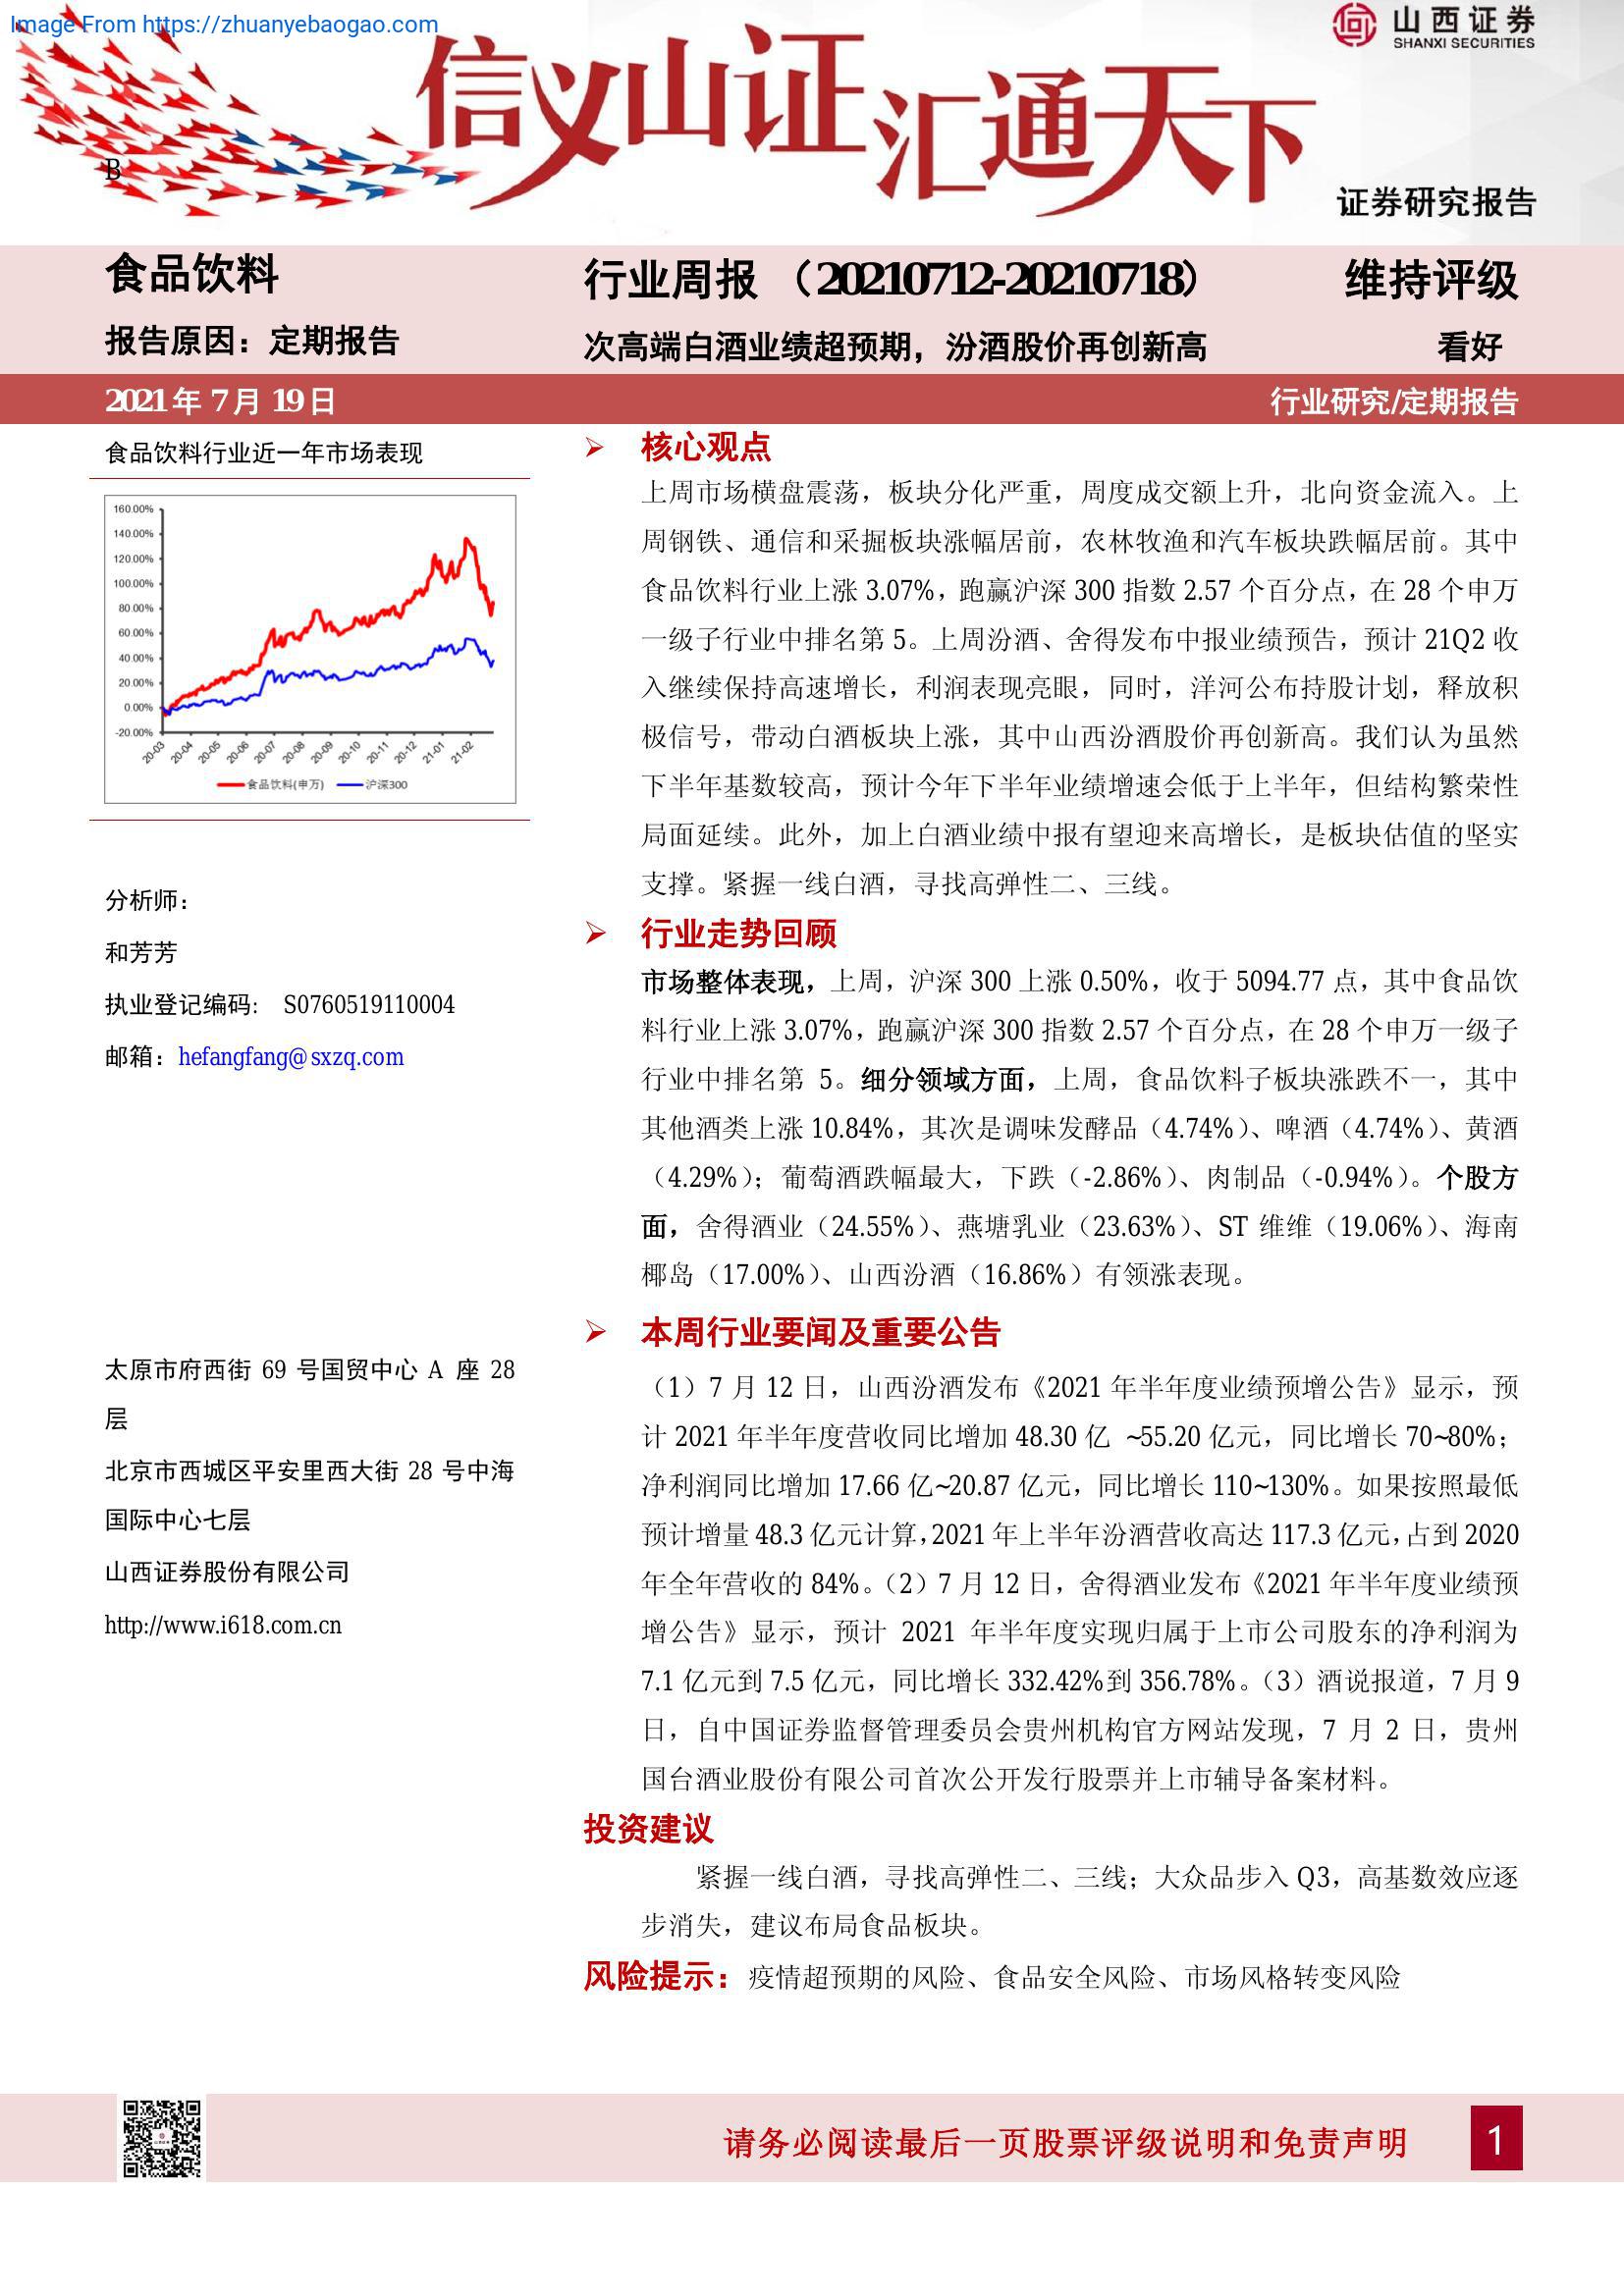 Image From https://zhuanyebaogao.com
山西证券
SHANXI SECURITIES
信义山证汇通天下
B
证券研究报告
食品饮料
行业周报（20210712-20210718）
维持评级
报告原因：定期报告
次高端白酒业绩超预期，汾酒股价再创新高
看好
2021年7月19日
行业研究/定期报告
食品饮料行业近一年市场表现
160.00%
140.00%
120.00%
100.00%
80.00%
60.00%
40.00%
20.00%
0.00%
-20.00%
20-03
20-04
20-05
20-06
20-07
20-08
20-09
20-10
20-11
20-12
21-01
21-02
食品饮料(申万)
沪深300
分析师：
和芳芳
执业登记编码： S0760519110004
邮箱：hefangfang@sxzq.com
太原市府西街 69 号国贸中心 A 座 28
层
北京市西城区平安里西大街 28 号中海
国际中心七层
山西证券股份有限公司
http://www.i618.com.cn
核心观点
上周市场横盘震荡，板块分化严重，周度成交额上升，北向资金流入。上
周钢铁、通信和采掘板块涨幅居前，农林牧渔和汽车板块跌幅居前。其中
食品饮料行业上涨 3.07%，跑赢沪深 300 指数 2.57 个百分点，在 28 个申万
一级子行业中排名第 5。上周汾酒、舍得发布中报业绩预告，预计 21Q2 收
入继续保持高速增长，利润表现亮眼，同时，洋河公布持股计划，释放积
极信号，带动白酒板块上涨，其中山西汾酒股价再创新高。我们认为虽然
下半年基数较高，预计今年下半年业绩增速会低于上半年，但结构繁荣性
局面延续。此外，加上白酒业绩中报有望迎来高增长，是板块估值的坚实
支撑。紧握一线白酒，寻找高弹性二、三线。
行业走势回顾
市场整体表现，上周，沪深 300 上涨 0.50%，收于 5094.77 点，其中食品饮
料行业上涨 3.07%，跑赢沪深 300 指数 2.57 个百分点，在 28 个申万一级子
行业中排名第 5。细分领域方面，上周，食品饮料子板块涨跌不一，其中
其他酒类上涨 10.84%，其次是调味发酵品（4.74%）、啤酒（4.74%）、黄酒
（4.29%）；葡萄酒跌幅最大，下跌（-2.86%）、肉制品（-0.94%）。个股方
面，舍得酒业（24.55%）、燕塘乳业（23.63%）、ST 维维（19.06%）、海南
椰岛（17.00%）、山西汾酒（16.86%）有领涨表现。
本周行业要闻及重要公告
（1）7 月 12 日，山西汾酒发布《2021 年半年度业绩预增公告》显示，预
计 2021 年半年度营收同比增加 48.30 亿 ~55.20 亿元，同比增长 70~80%；
净利润同比增加 17.66 亿~20.87 亿元，同比增长 110~130%。如果按照最低
预计增量 48.3 亿元计算，2021 年上半年汾酒营收高达 117.3 亿元，占到 2020
年全年营收的 84%。（2）7 月 12 日，舍得酒业发布《2021 年半年度业绩预
增公告》显示，预计 2021 年半年度实现归属于上市公司股东的净利润为
7.1 亿元到 7.5 亿元，同比增长 332.42%到 356.78%。（3）酒说报道，7 月 9
日，自中国证券监督管理委员会贵州机构官方网站发现，7 月 2 日，贵州
国台酒业股份有限公司首次公开发行股票并上市辅导备案材料。
投资建议
紧握一线白酒，寻找高弹性二、三线；大众品步入 Q3，高基数效应逐
步消失，建议布局食品板块。
风险提示：疫情超预期的风险、食品安全风险、市场风格转变风险
请务必阅读最后一页股票评级说明和免责声明
1